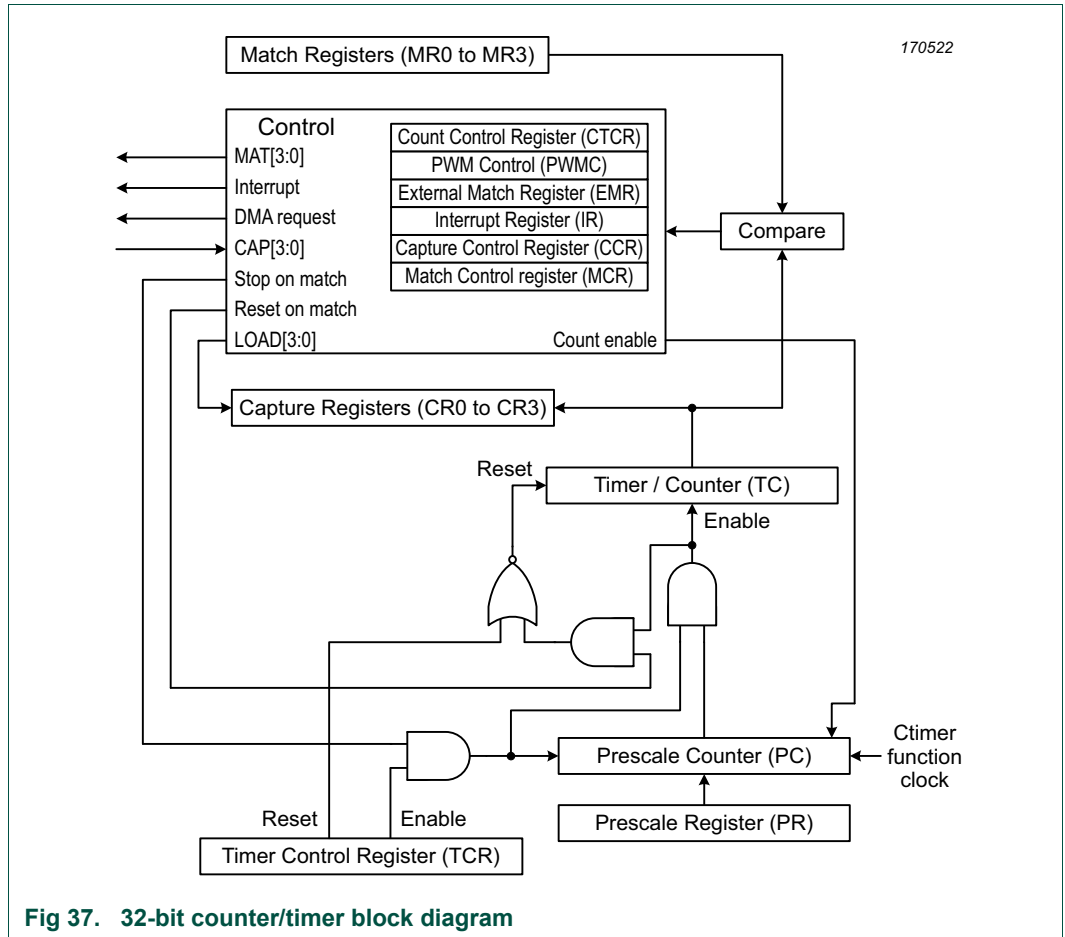 Match Registers (MR0 to MR3)
170522
Control
MAT[3:0]
Interrupt
DMA request
CAP[3:0]
Stop on match
Reset on match
LOAD[3:0]
Count Control Register (CTCR)
PWM Control (PWMC)
External Match Register (EMR)
Interrupt Register (IR)
Capture Control Register (CCR)
Match Control register (MCR)
Count enable
Compare
Capture Registers (CR0 to CR3)
Reset
Timer / Counter (TC)
Enable
Prescale Counter (PC)
Ctimer
function
clock
Prescale Register (PR)
Reset
Enable
Timer Control Register (TCR)
Fig 37. 32-bit counter/timer block diagram